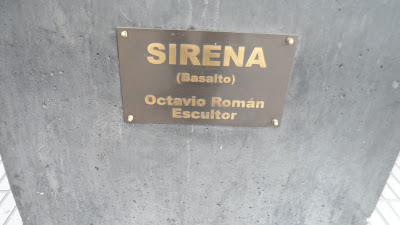 SIRENA
(Basalto)
Octavio Román
Escultor